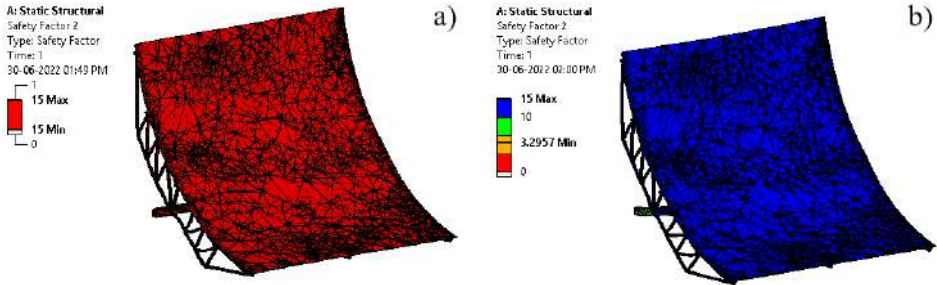 A: Static Structural
Safety Factor 2
Type: Safety Factor
Time: 1
30-06-2022 01:49 PM
1
15 Max
15 Min
0
a)
A: Static Structural
Safety Factor 2
Type: Safety Factor
Time: 1
30-06-2022 02:00 PM
15 Max
10
3.2957 Min
0
b)